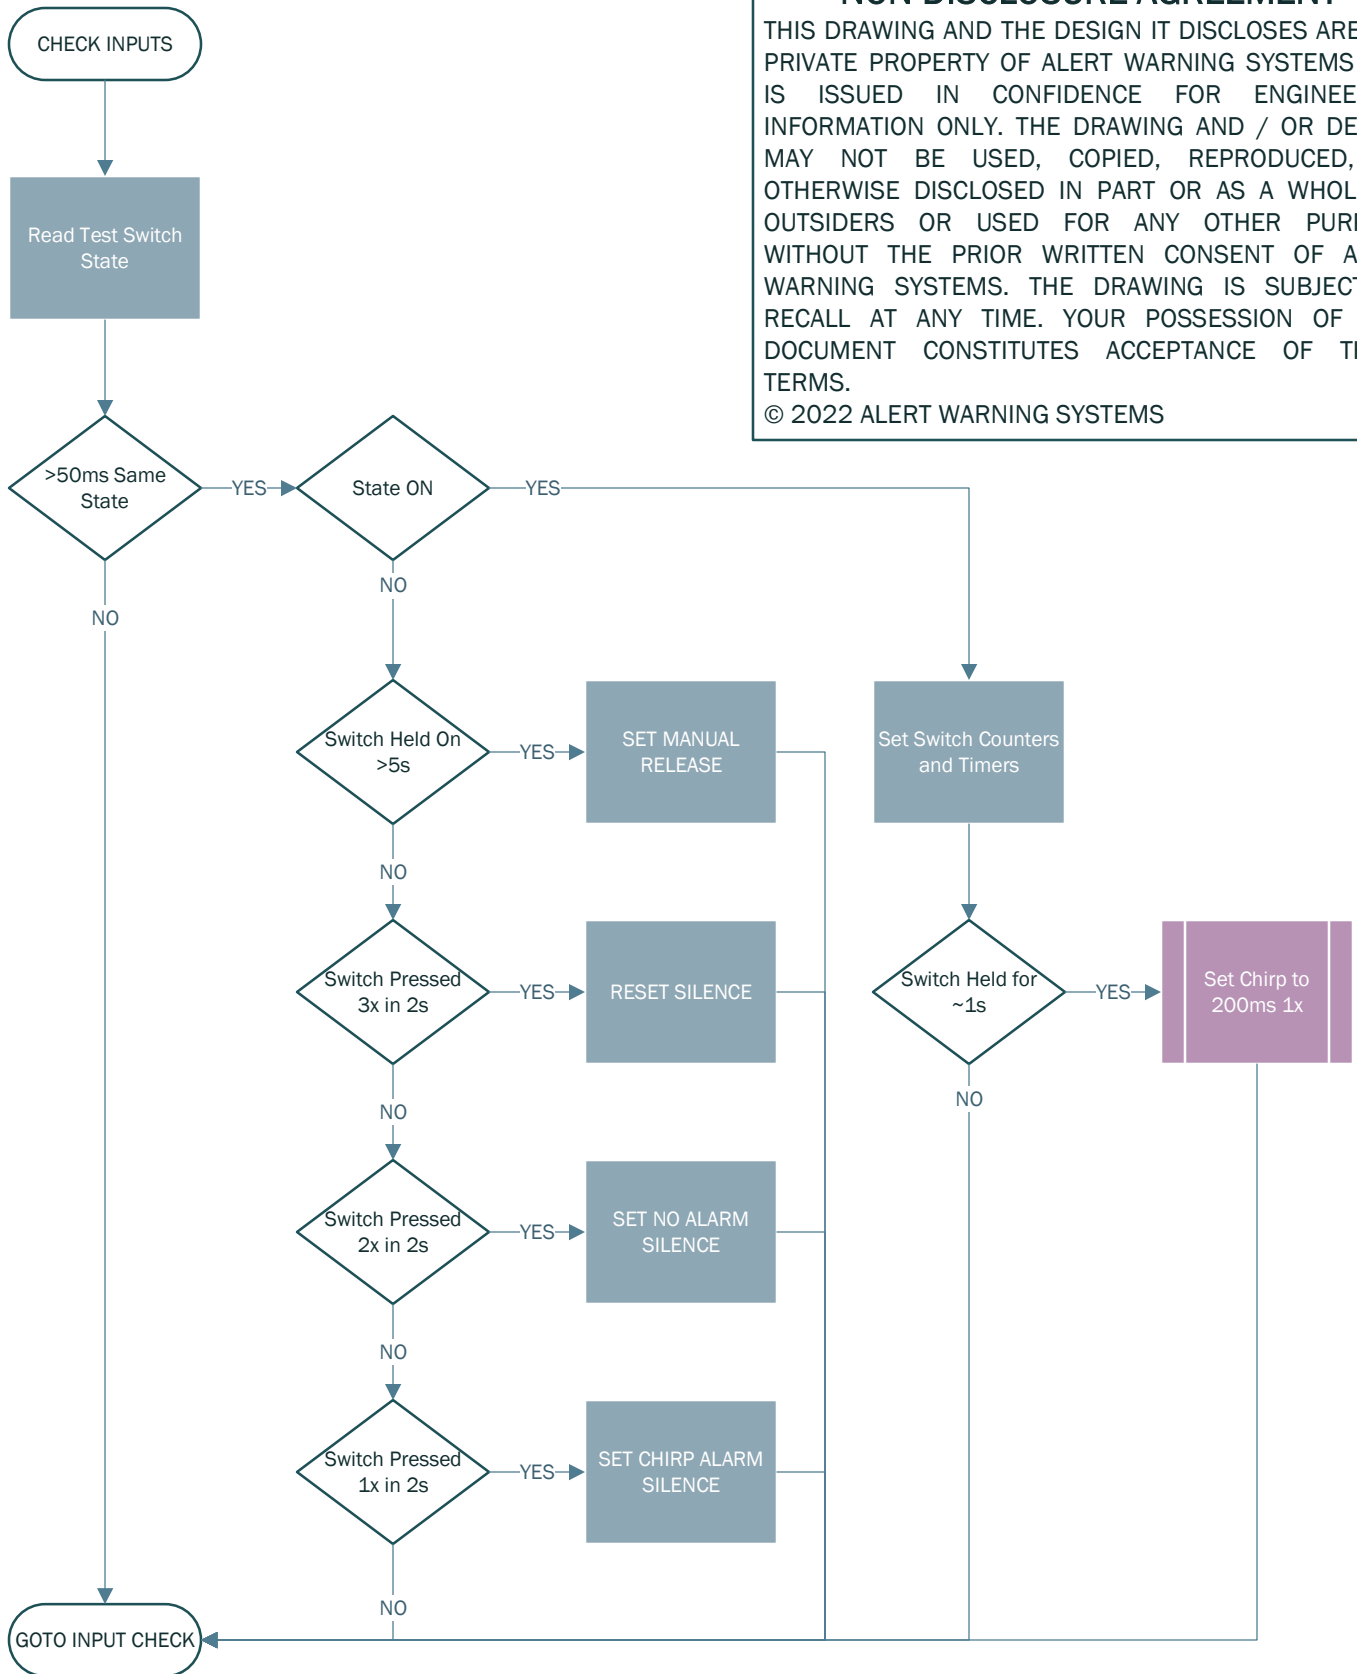 CHECK INPUTS
THIS DRAWING AND THE DESIGN IT DISCLOSES ARE
PRIVATE PROPERTY OF ALERT WARNING SYSTEMS
IS ISSUED IN CONFIDENCE FOR
INFORMATION ONLY. THE DRAWING AND / OR
MAY NOT BE USED, COPIED, REPRODUCED,
OTHERWISE DISCLOSED IN PART OR AS A
OUTSIDERS OR USED FOR ANY OTHER
WITHOUT THE PRIOR WRITTEN CONSENT OF
WARNING SYSTEMS. THE DRAWING IS
RECALL AT ANY TIME. YOUR POSSESSION OF
DOCUMENT CONSTITUTES ACCEPTANCE OF
TERMS.
© 2022 ALERT WARNING SYSTEMS
Read Test Switch
State
>50ms Same
State
YES
State ON
YES
NO
NO
Switch Held On
>5s
YES
SET MANUAL
RELEASE
Set Switch Counters
and Timers
NO
Switch Pressed
3x in 2s
YES
RESET SILENCE
Switch Held for
~1s
YES
Set Chirp to
200ms 1x
NO
NO
Switch Pressed
2x in 2s
YES
SET NO ALARM
SILENCE
NO
Switch Pressed
1x in 2s
YES
SET CHIRP ALARM
SILENCE
NO
GOTO INPUT CHECK